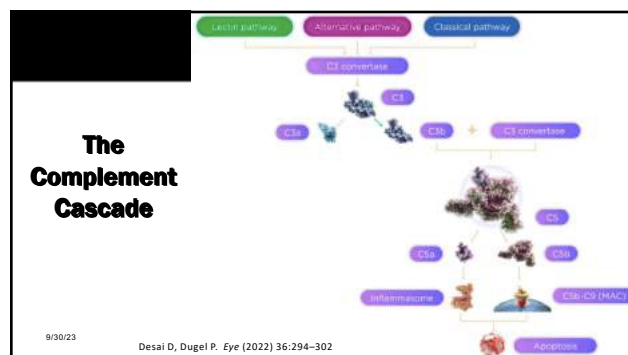 Lectin pathway
Alternative pathway
Classical pathway
C3 convertase
C3
C3a
C3b + C3 convertase
The
Complement
Cascade
C5
C5a
C5b
Inflammasome
C5b-C9 (MAC)
Apoptosis
9/30/23
Desai D, Dugel P. Eye (2022) 36:294–302